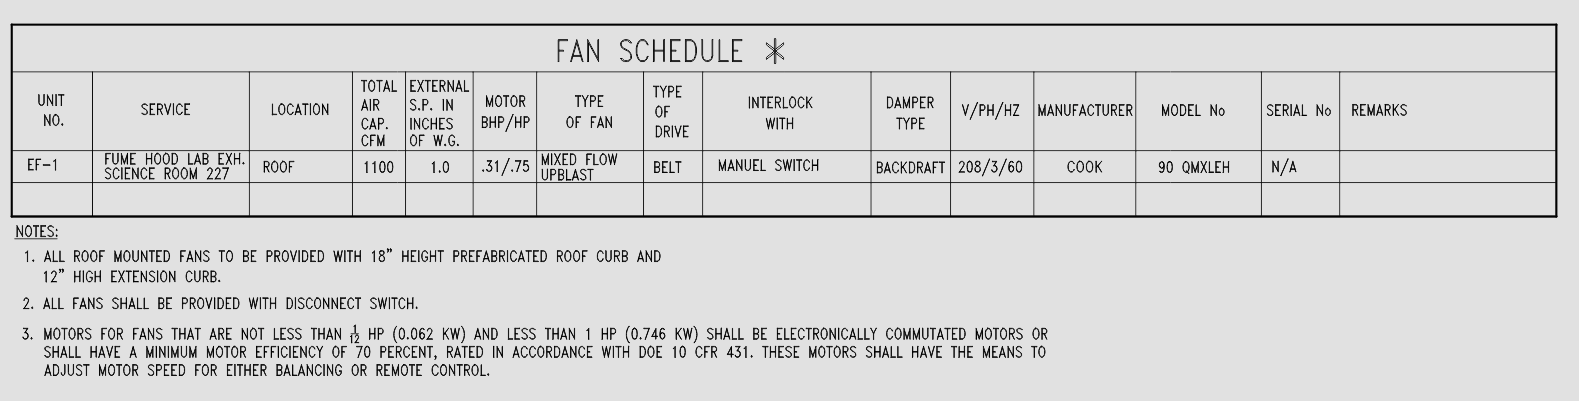 FAN SCHEDULE *
UNIT NO.
SERVICE
LOCATION
TOTAL AIR CAP. CFM
EXTERNAL S.P. IN INCHES OF W.G.
MOTOR BHP/HP
TYPE OF FAN
TYPE OF DRIVE
INTERLOCK WITH
DAMPER TYPE
V/PH/HZ
MANUFACTURER
MODEL No
SERIAL No
REMARKS
EF-1
FUME HOOD LAB EXH.
SCIENCE ROOM 227
ROOF
1100
1.0
.31/.75
MIXED FLOW
UPBLAST
BELT
MANUEL SWITCH
BACKDRAFT
208/3/60
COOK
90 QMXLEH
N/A
NOTES:
1. ALL ROOF MOUNTED FANS TO BE PROVIDED WITH 18" HEIGHT PREFABRICATED ROOF CURB AND
12" HIGH EXTENSION CURB.
2. ALL FANS SHALL BE PROVIDED WITH DISCONNECT SWITCH.
3. MOTORS FOR FANS THAT ARE NOT LESS THAN 1/12 HP (0.062 KW) AND LESS THAN 1 HP (0.746 KW) SHALL BE ELECTRONICALLY COMMUTATED MOTORS OR
SHALL HAVE A MINIMUM MOTOR EFFICIENCY OF 70 PERCENT, RATED IN ACCORDANCE WITH DOE 10 CFR 431. THESE MOTORS SHALL HAVE THE MEANS TO
ADJUST MOTOR SPEED FOR EITHER BALANCING OR REMOTE CONTROL.